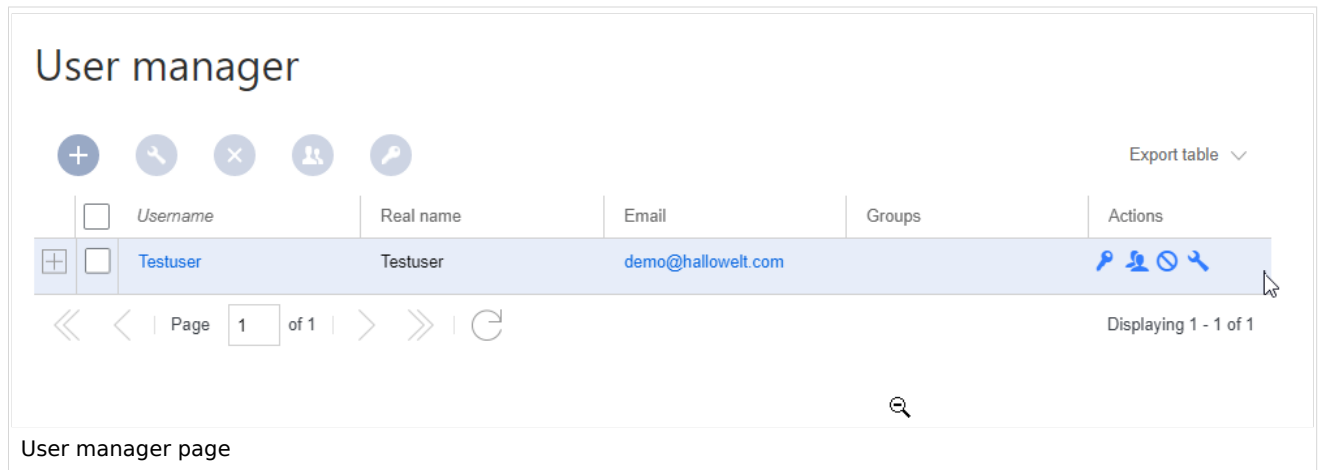 User manager
Export table
Username Real name Email Groups Actions
Testuser Testuser demo@hallowelt.com
Page 1 of 1 Displaying 1 - 1 of 1
User manager page